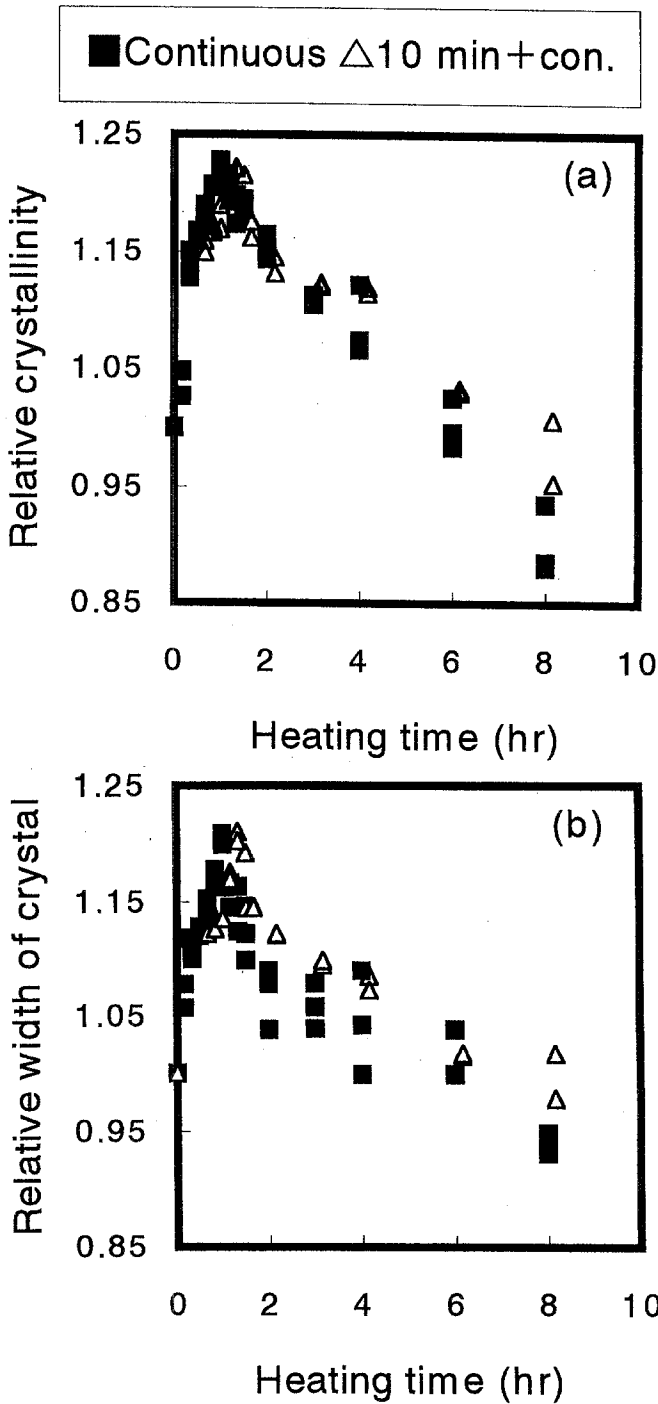 ■Continuous △10 min+con.
1.25
(a)
1.15
1.05
0.95
0.85
Relative crystallinity
0 2 4 6 8 10
Heating time (hr)
1.25
(b)
1.15
1.05
0.95
0.85
Relative width of crystal
0 2 4 6 8 10
Heating time (hr)